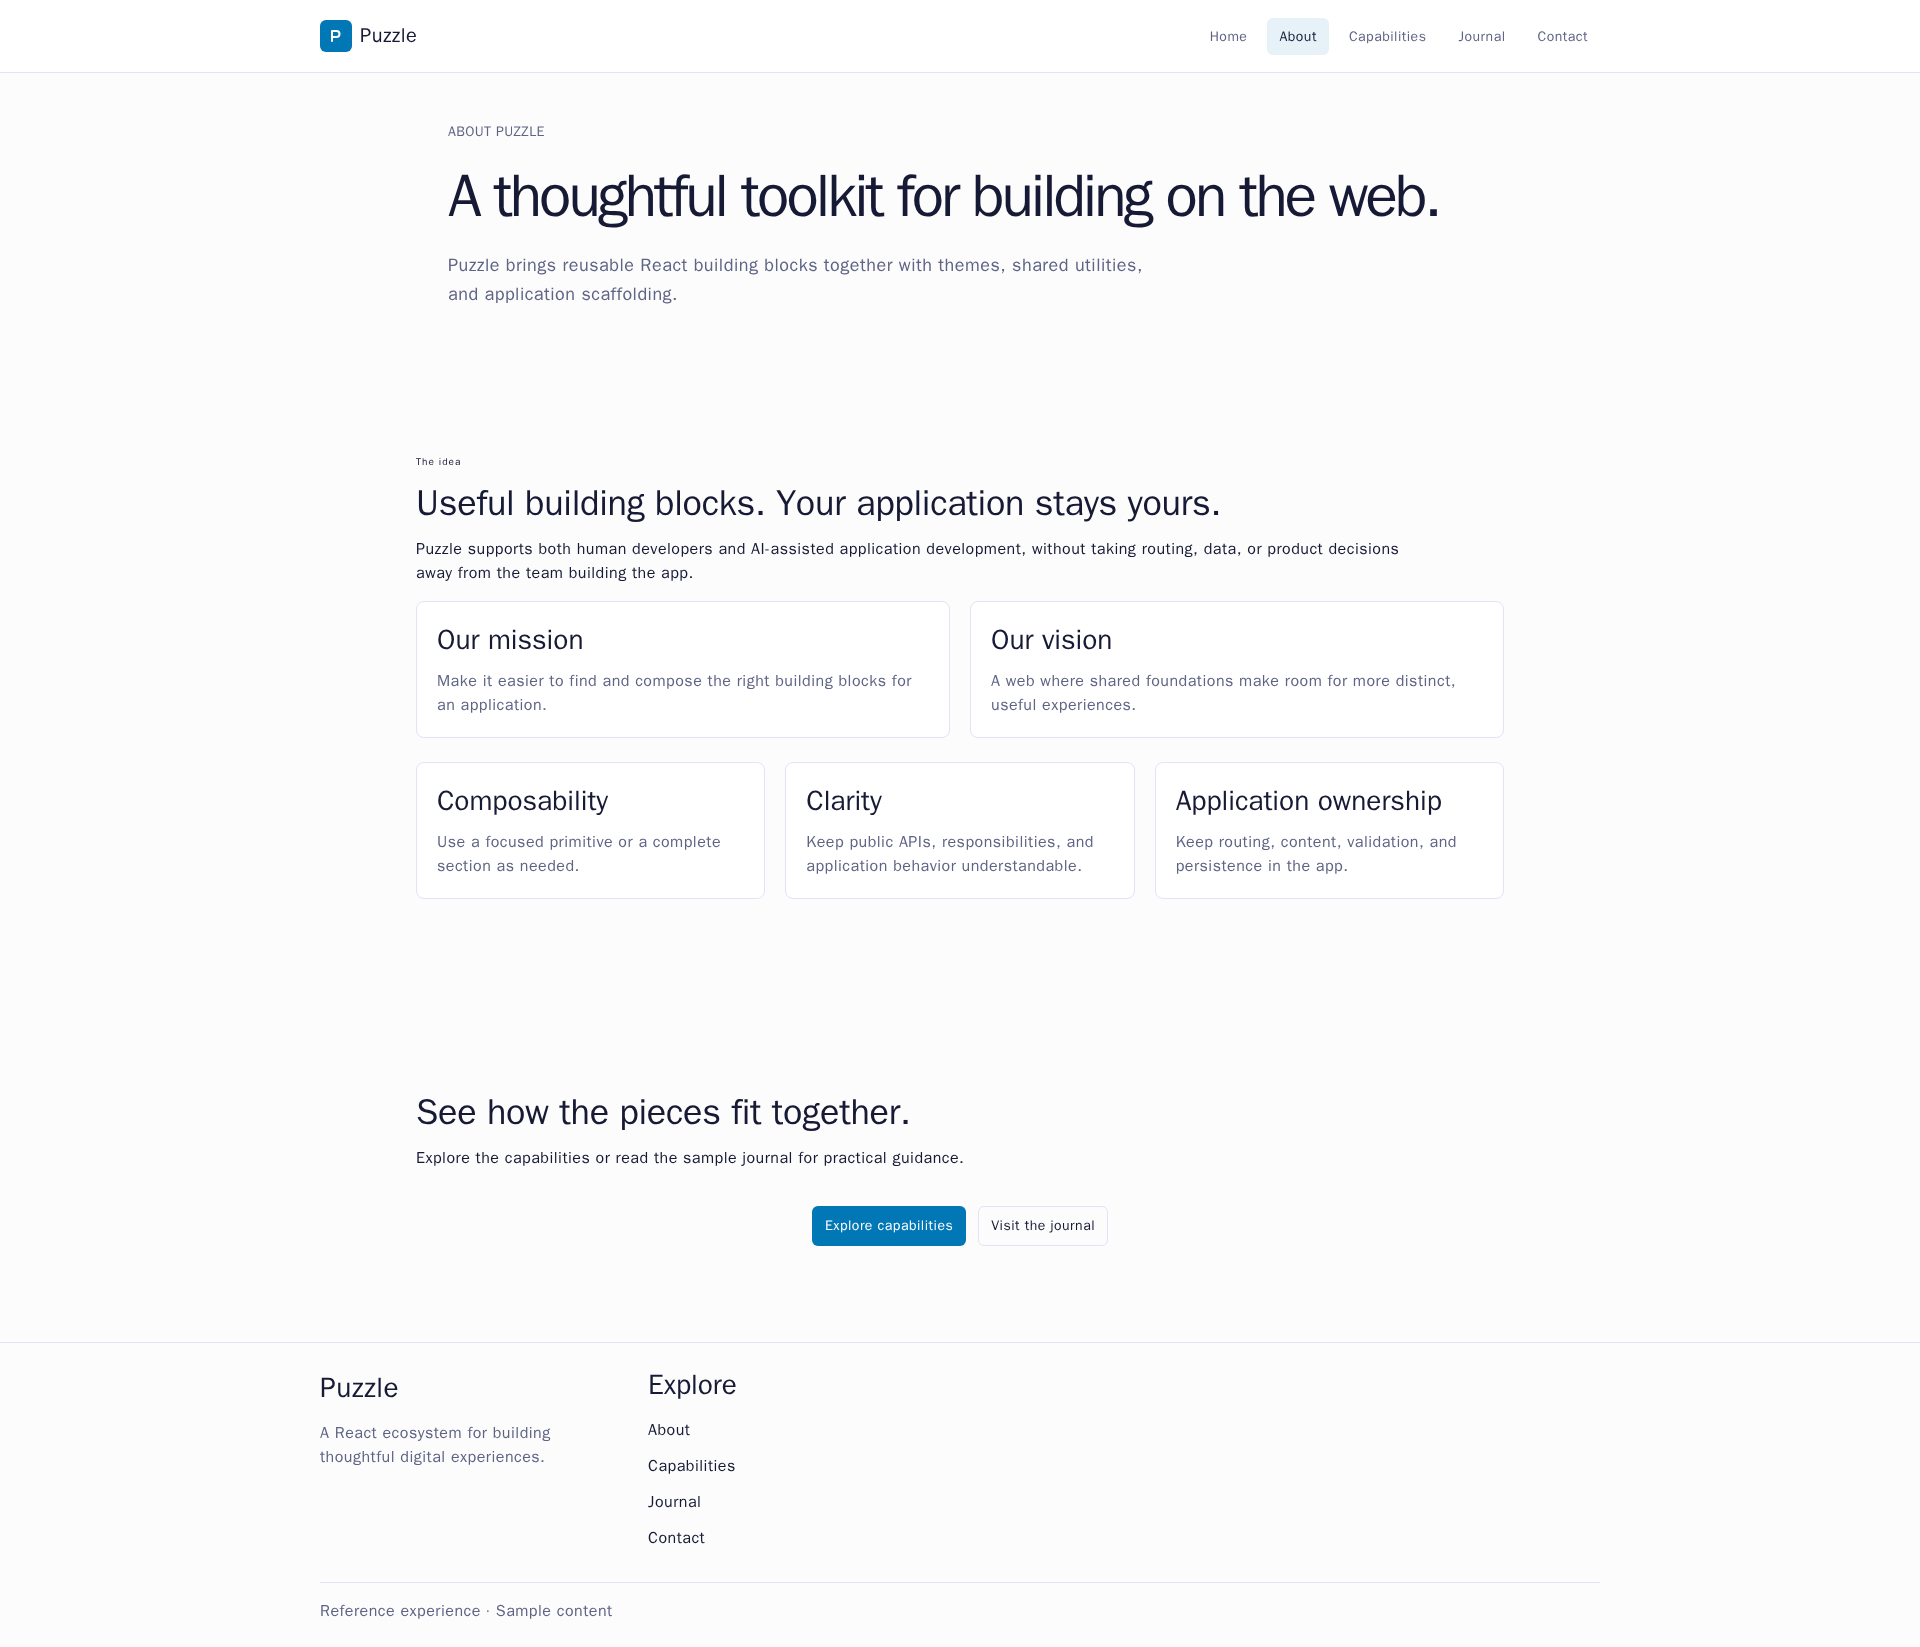 P Puzzle
Home About Capabilities Journal Contact
ABOUT PUZZLE
A thoughtful toolkit for building on the web.
Puzzle brings reusable React building blocks together with themes, shared utilities,
and application scaffolding.
The idea
Useful building blocks. Your application stays yours.
Puzzle supports both human developers and AI-assisted application development, without taking routing, data, or product decisions
away from the team building the app.
Our mission
Make it easier to find and compose the right building blocks for
an application.
Our vision
A web where shared foundations make room for more distinct,
useful experiences.
Composability
Use a focused primitive or a complete
section as needed.
Clarity
Keep public APIs, responsibilities, and
application behavior understandable.
Application ownership
Keep routing, content, validation, and
persistence in the app.
See how the pieces fit together.
Explore the capabilities or read the sample journal for practical guidance.
Explore capabilities
Visit the journal
Puzzle
A React ecosystem for building
thoughtful digital experiences.
Explore
About
Capabilities
Journal
Contact
Reference experience · Sample content